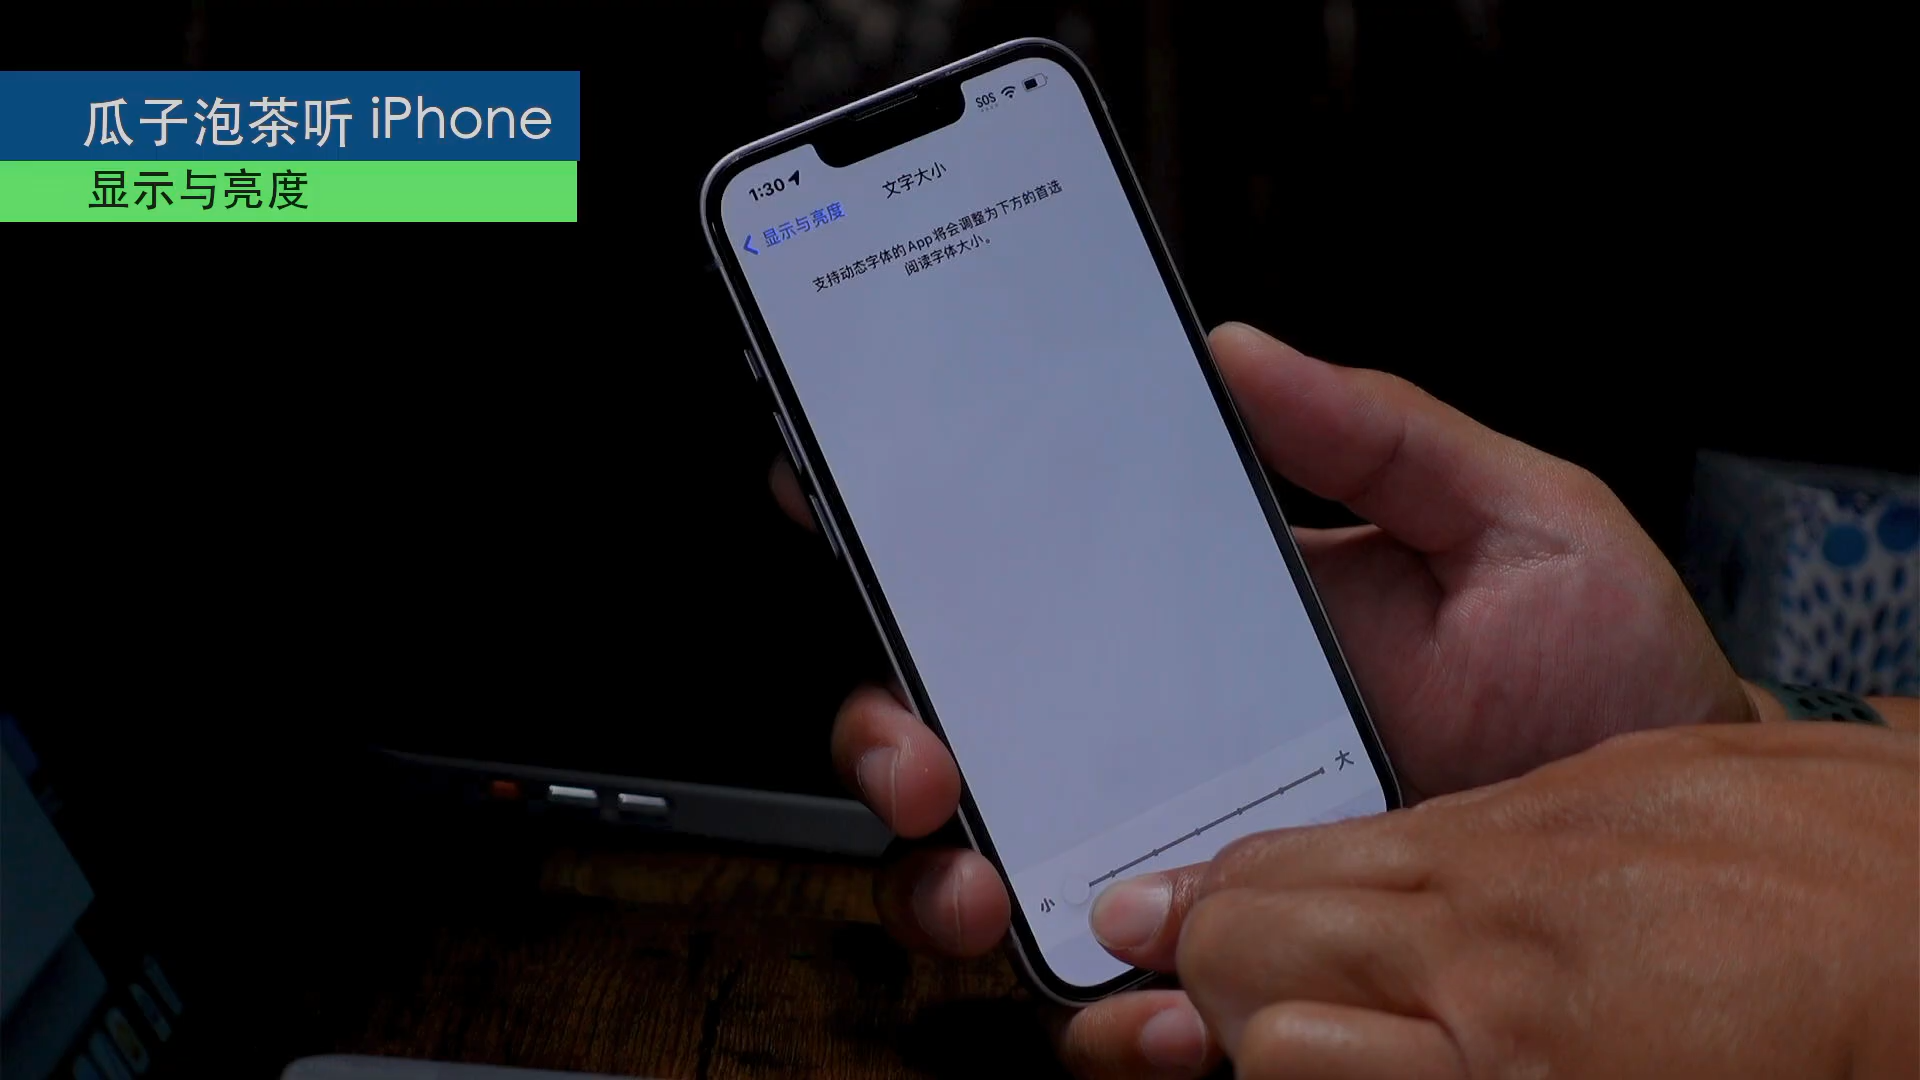 瓜子泡茶听 iPhone
显示与亮度
SOS
1:30
文字大小
显示与亮度
支持动态字体的 App 将会调整为下方的首选
阅读字体大小。
小
大